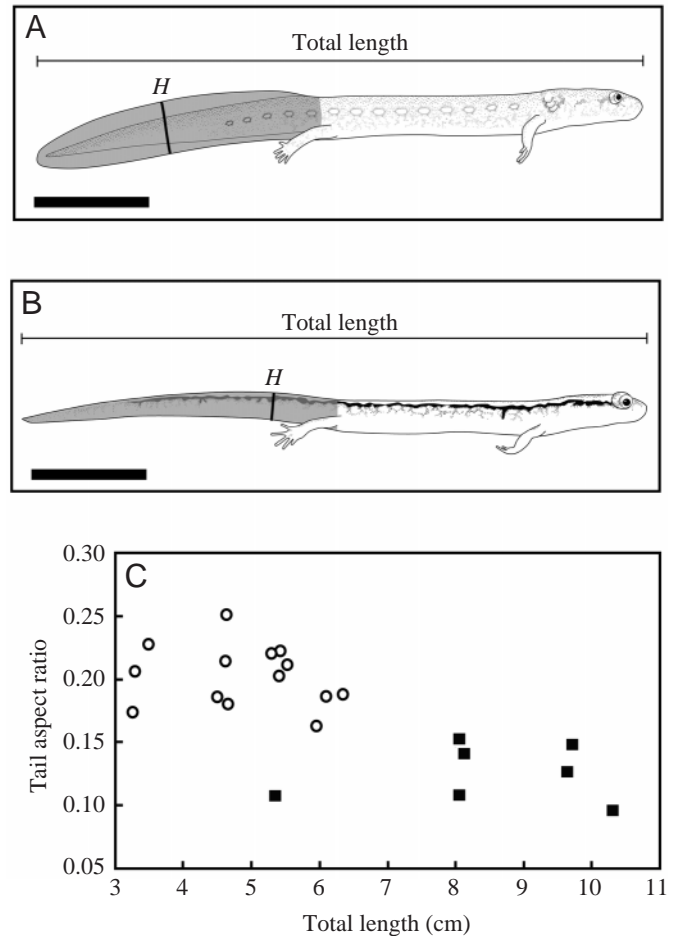 A
Total length
H
B
Total length
H
C
0.30
0.25
0.20
0.15
0.10
0.05
Tail aspect ratio
3 4 5 6 7 8 9 10 11
Total length (cm)